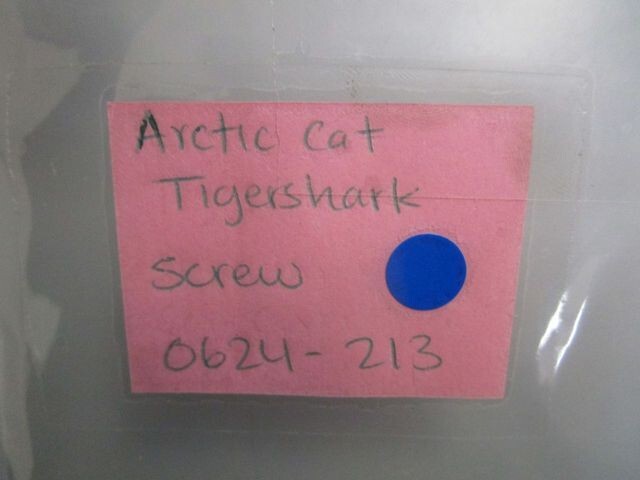 Arctic Cat
Tigershark
Screw
0624-213